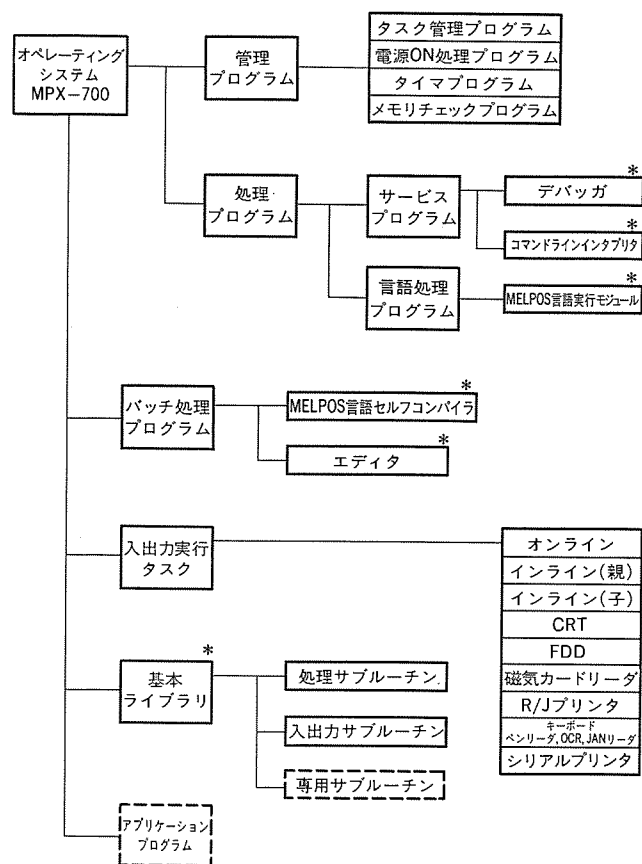 オペレーティング
システム
MPX-700
管理
プログラム
タスク管理プログラム
電源ON処理プログラム
タイマプログラム
メモリチェックプログラム
処理
プログラム
サービス
プログラム
*
デバッガ
*
コマンドラインインタプリタ
言語処理
プログラム
*
MELPOS言語実行モジュール
バッチ処理
プログラム
*
MELPOS言語セルフコンパイラ
*
エディタ
入出力実行
タスク
オンライン
インライン(親)
インライン(子)
CRT
FDD
磁気カードリーダ
R/Jプリンタ
キーボード
ペンリーダ,OCR,JANリーダ
シリアルプリンタ
*
基本
ライブラリ
処理サブルーチン
入出力サブルーチン
専用サブルーチン
アプリケーション
プログラム